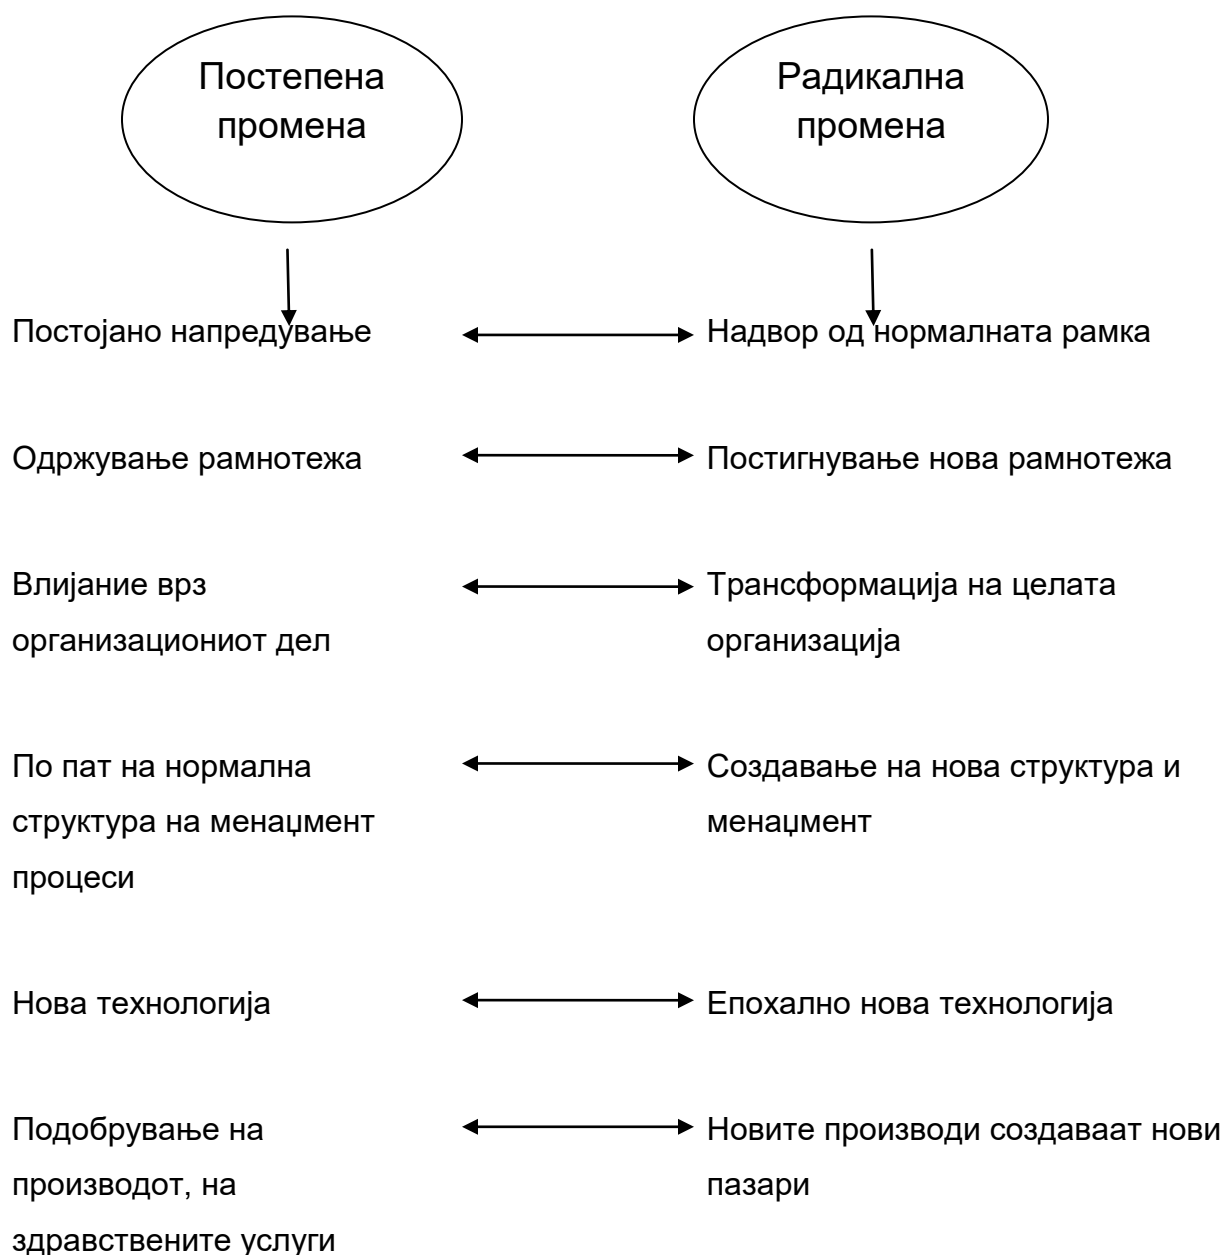 Постепена
промена
Радикална
промена
Постојано напредување
Надвор од нормалната рамка
Одржување рамнотежа
Постигнување нова рамнотежа
Влијание врз
организациониот дел
Трансформација на целата
организација
По пат на нормална
структура на менаџмент
процеси
Создавање на нова структура и
менаџмент
Нова технологија
Епохално нова технологија
Подобрување на
производот, на
здравствените услуги
Новите производи создаваат нови
пазари